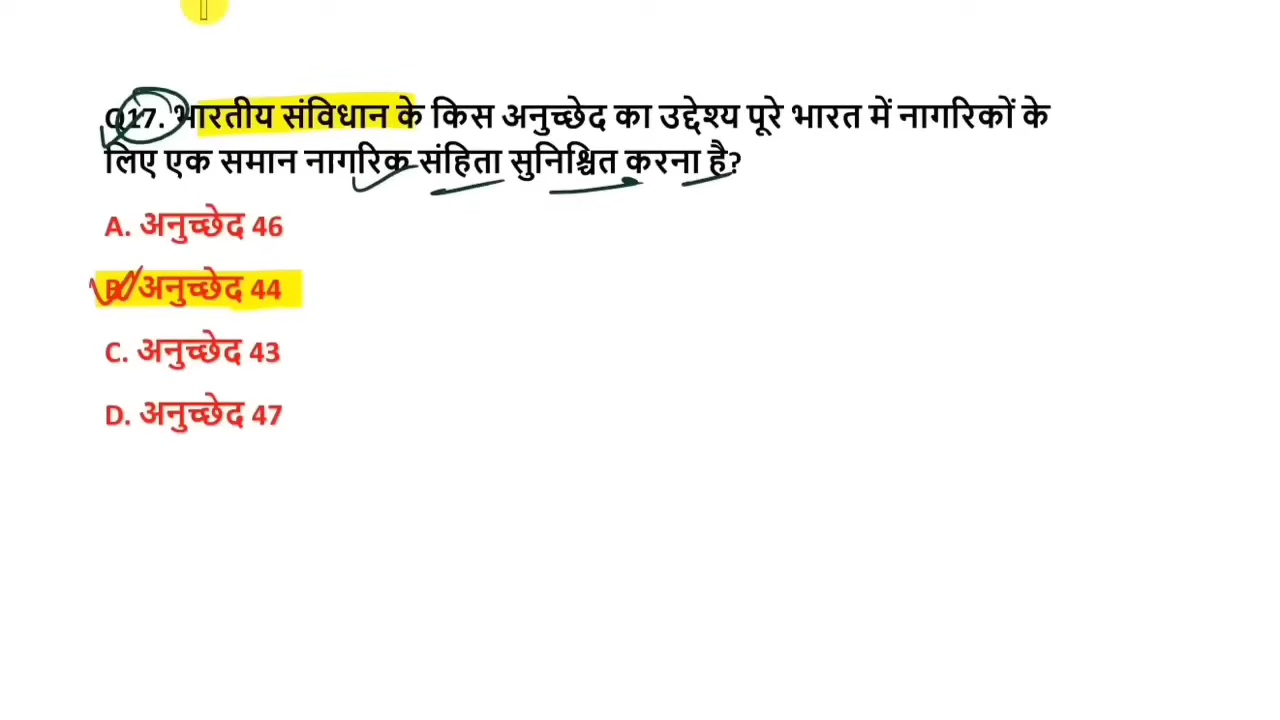 Q17. भारतीय संविधान के किस अनुच्छेद का उद्देश्य पूरे भारत में नागरिकों के
लिए एक समान नागरिक संहिता सुनिश्चित करना है?
A. अनुच्छेद 46
B. अनुच्छेद 44
C. अनुच्छेद 43
D. अनुच्छेद 47